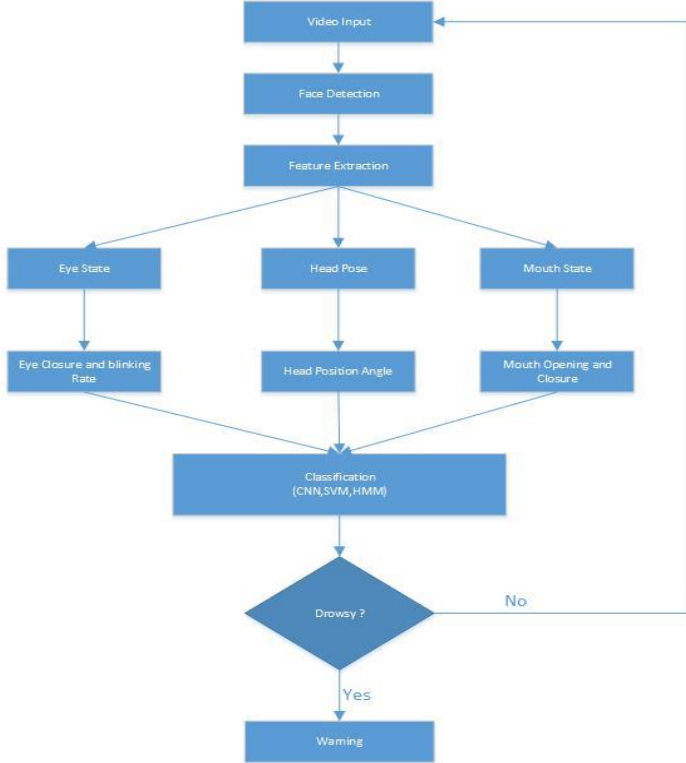 Video Input
Face Detection
Feature Extraction
Eye State
Head Pose
Mouth State
Eye Closure and blinking
Rate
Head Position Angle
Mouth Opening and
Closure
Classification
(CNN,SVM,HMM)
Drowsy ?
No
Yes
Warning